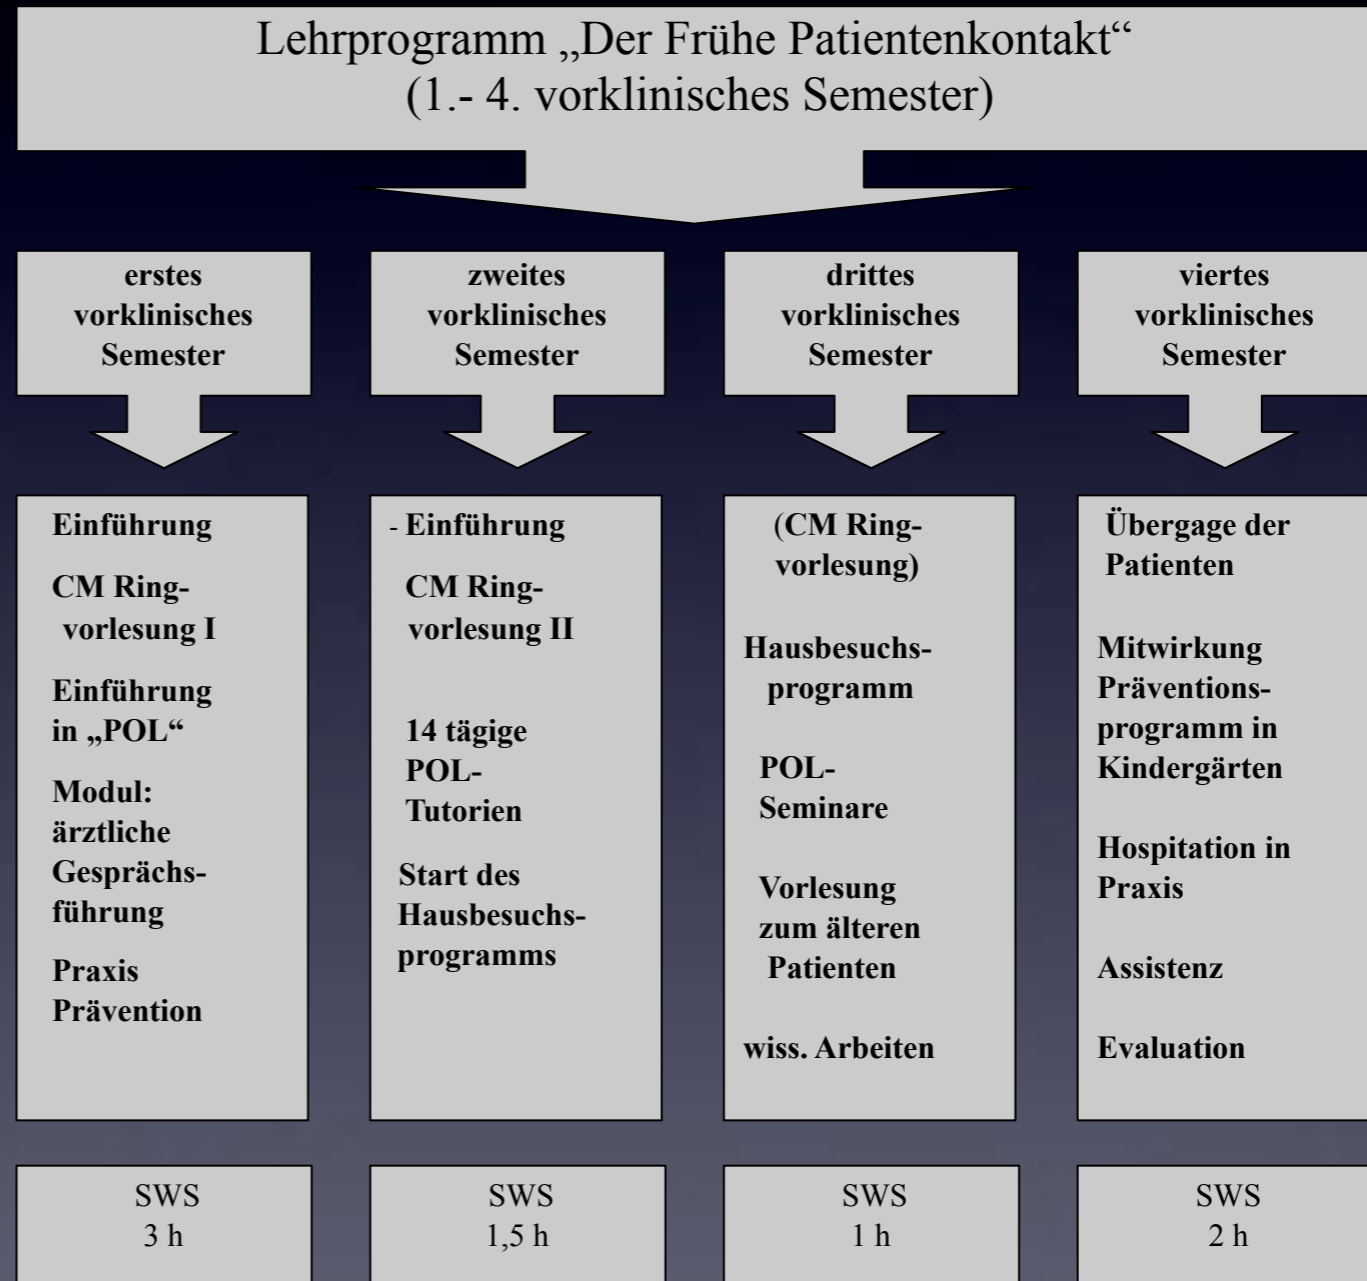 Lehrprogramm „Der Frühe Patientenkontakt“
(1.- 4. vorklinisches Semester)
erstes
vorklinisches
Semester
zweites
vorklinisches
Semester
drittes
vorklinisches
Semester
viertes
vorklinisches
Semester
Einführung
CM Ring-
vorlesung I
Einführung
in „POL“
Modul:
ärztliche
Gesprächs-
führung
Praxis
Prävention
- Einführung
CM Ring-
vorlesung II
14 tägige
POL-
Tutorien
Start des
Hausbesuchs-
programms
(CM Ring-
vorlesung)
Hausbesuchs-
programm
POL-
Seminare
Vorlesung
zum älteren
Patienten
wiss. Arbeiten
Übergage der
Patienten
Mitwirkung
Präventions-
programm in
Kindergärten
Hospitation in
Praxis
Assistenz
Evaluation
SWS
3 h
SWS
1,5 h
SWS
1 h
SWS
2 h